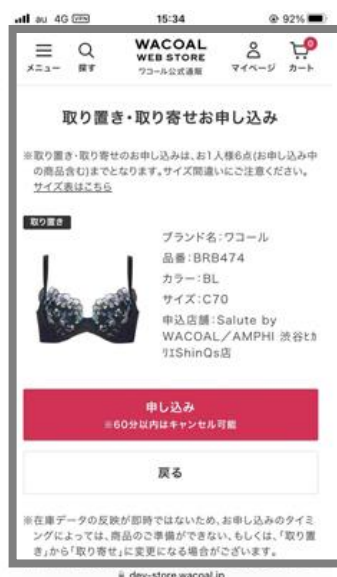 au 4G VPN 15:34 92%
WACOAL
WEB STORE
ワコール公式通販
メニュー 探す マイページ カート
0
取り置き・取り寄せお申し込み
※取り置き・取り寄せのお申し込みは、お1人様6点(お申し込み中
の商品含む)までとなります。サイズ間違いにご注意ください。
サイズ表はこちら
取り置き
ブランド名:ワコール
品番:BRB474
カラー:BL
サイズ:C70
申込店舗:Salute by
WACOAL/AMPHI 渋谷ヒカ
リエShinQs店
申し込み
※60分以内はキャンセル可能
戻る
※在庫データの反映が即時ではないため、お申し込みのタイミ
ングによっては、商品のご準備ができない、もしくは、「取り置
き」から「取り寄せ」に変更になる場合がございます。
dev-store.wacoal.jp